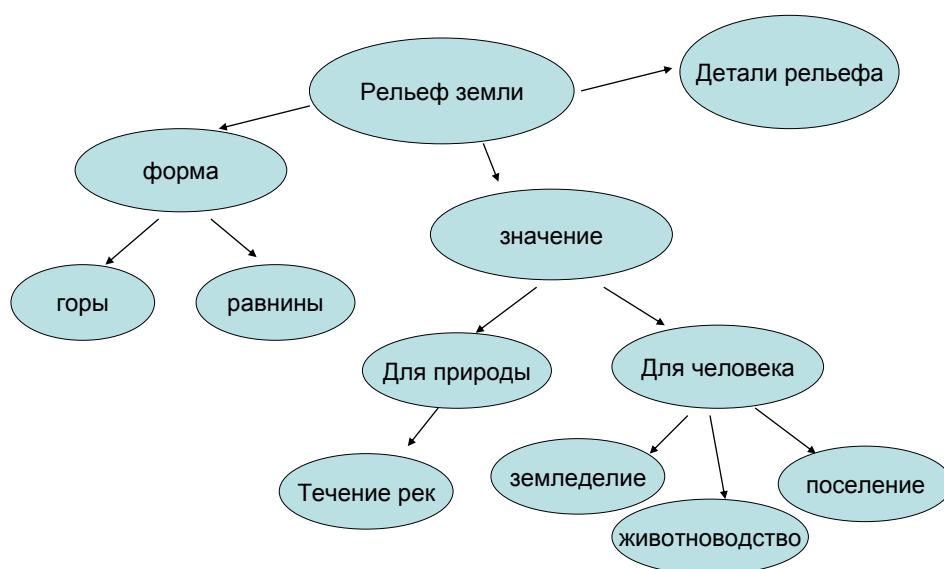 Рельеф земли
Детали рельефа
форма
значение
горы
равнины
Для природы
Для человека
Течение рек
земледелие
животноводство
поселение